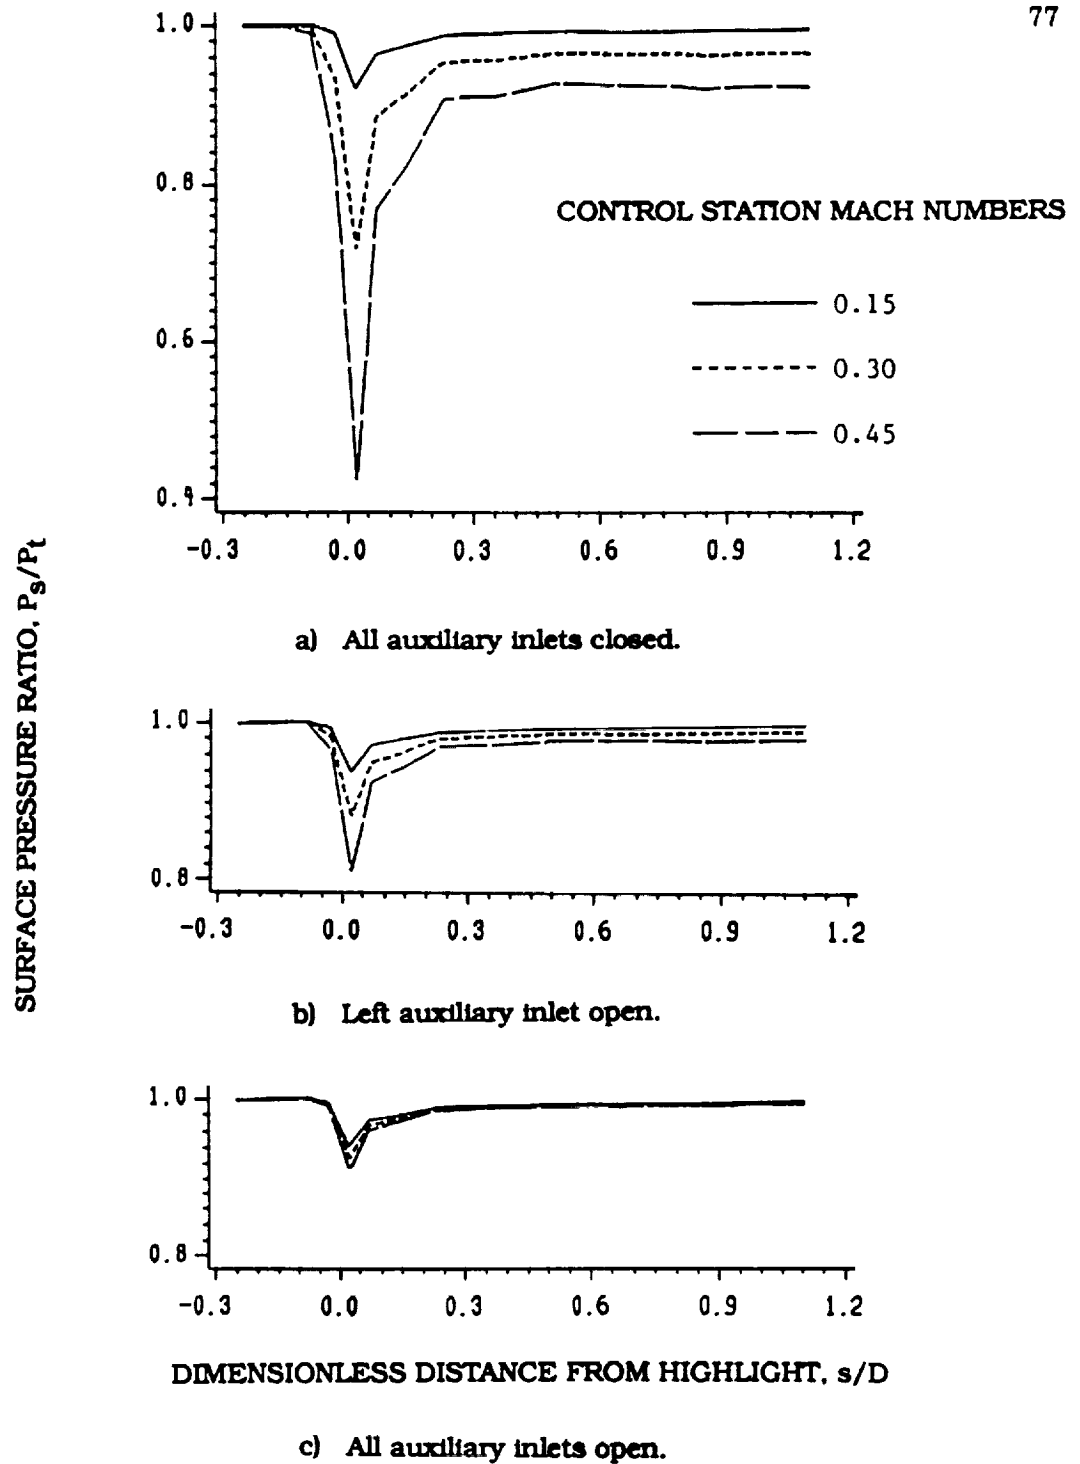 77
1.0
0.8
0.6
0.4
-0.3 0.0 0.3 0.6 0.9 1.2
CONTROL STATION MACH NUMBERS
0.15
0.30
0.45
a) All auxiliary inlets closed.
SURFACE PRESSURE RATIO, Ps/Pt
1.0
0.8
-0.3 0.0 0.3 0.6 0.9 1.2
b) Left auxiliary inlet open.
1.0
0.8
-0.3 0.0 0.3 0.6 0.9 1.2
DIMENSIONLESS DISTANCE FROM HIGHLIGHT, s/D
c) All auxiliary inlets open.